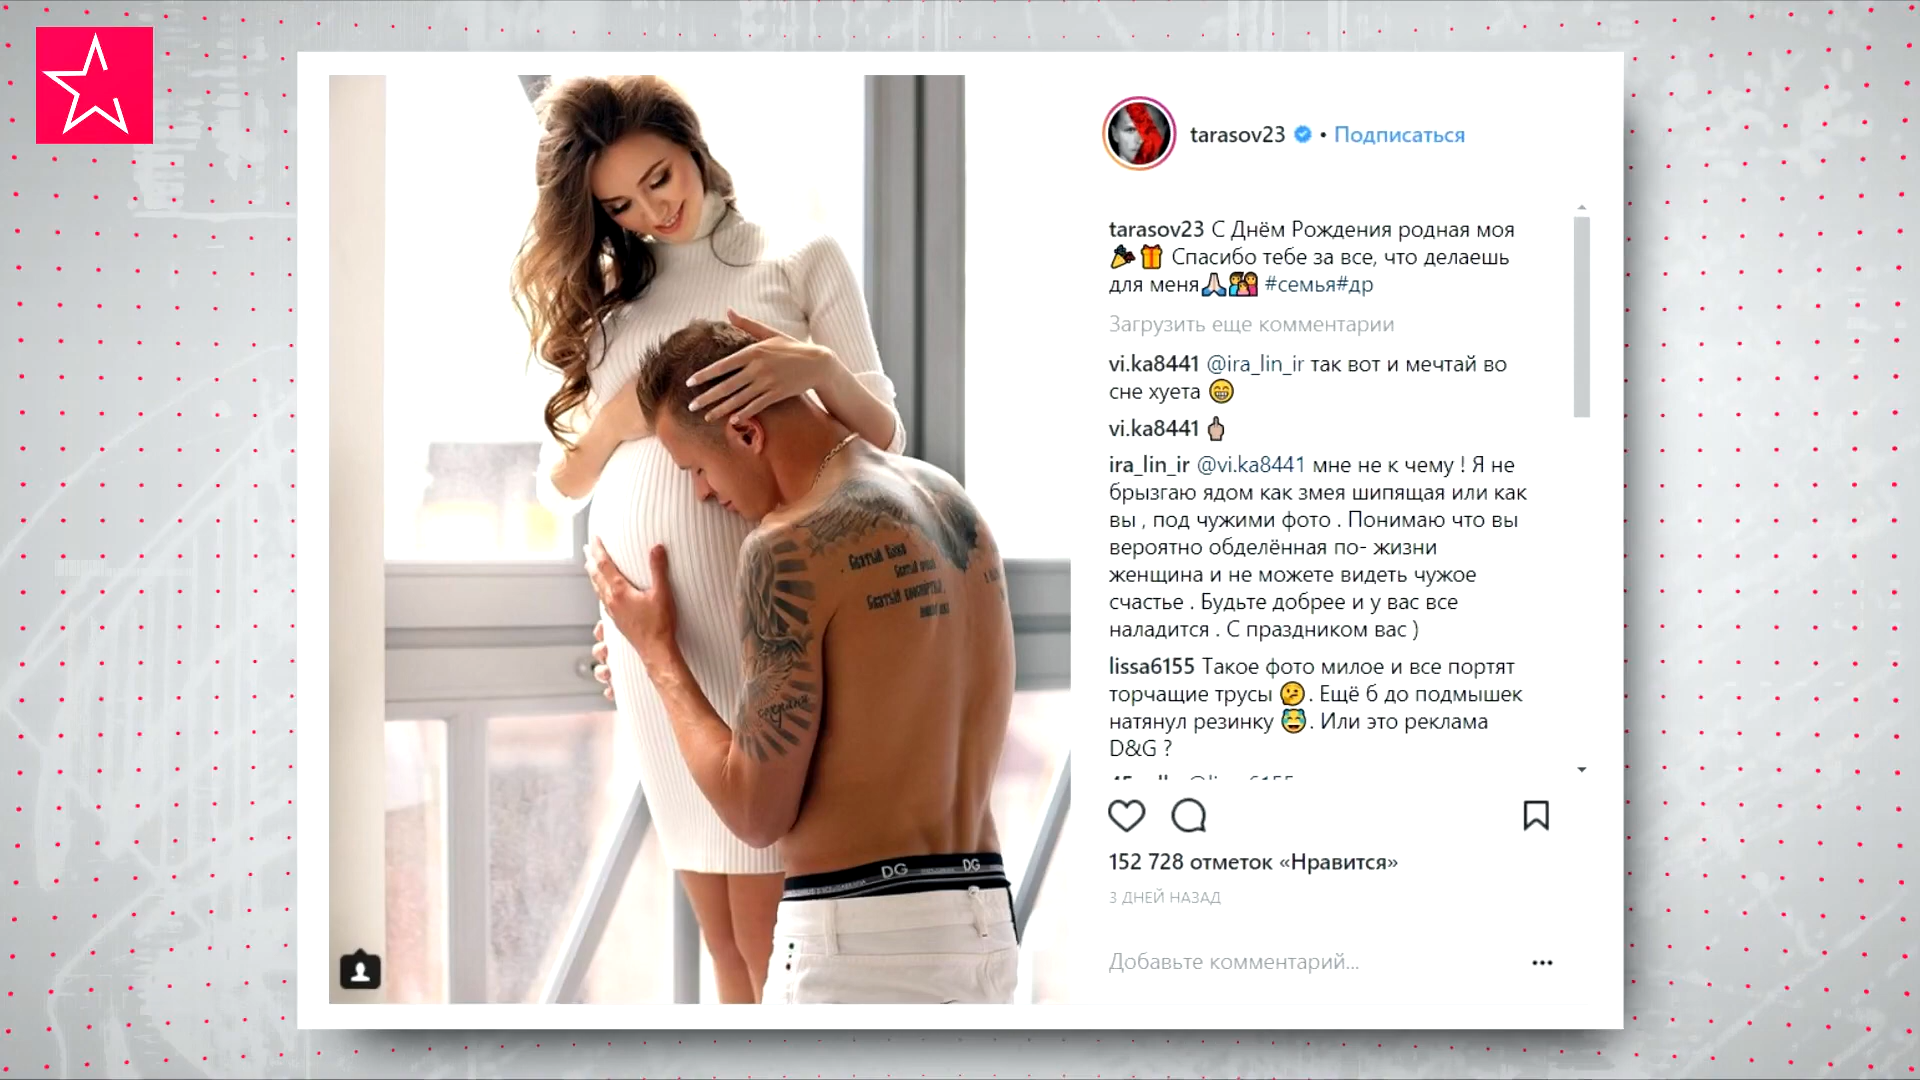 tarasov23 • Подписаться
tarasov23 С Днём Рождения родная моя
Спасибо тебе за все, что делаешь
для меня #семья#др
Загрузить еще комментарии
vi.ka8441 @ira_lin_ir так вот и мечтай во
сне хуета
vi.ka8441
ira_lin_ir @vi.ka8441 мне не к чему ! Я не
брызгаю ядом как змея шипящая или как
вы , под чужими фото . Понимаю что вы
вероятно обделённая по- жизни
женщина и не можете видеть чужое
счастье . Будьте добрее и у вас все
наладится . С праздником вас )
lissa6155 Такое фото милое и все портят
торчащие трусы . Ещё б до подмышек
натянул резинку . Или это реклама
D&G ?
152 728 отметок «Нравится»
3 ДНЕЙ НАЗАД
Добавьте комментарий...
DG DG